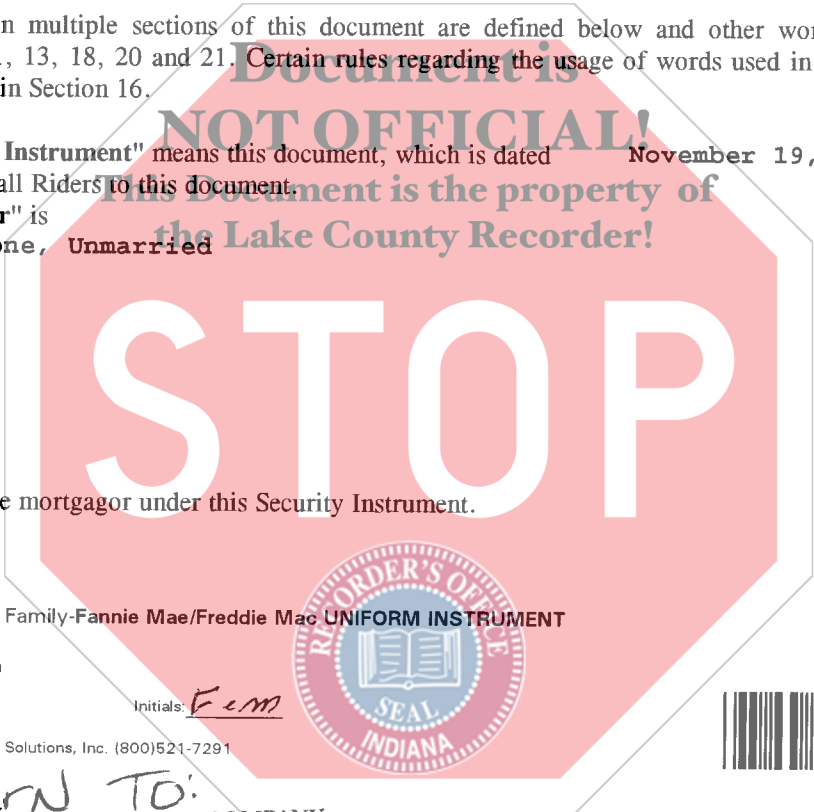 n multiple sections of this document are defined below and other wor
, 13, 18, 20 and 21. Certain rules regarding the usage of words used in
in Section 16.
Document is
NOT OFFICIAL!
This Document is the property of
the Lake County Recorder!
Instrument" means this document, which is dated November 19,
all Riders to this document.
r" is
ne, Unmarried
STOP
e mortgagor under this Security Instrument.
RECORDER'S OFFICE
SEAL
INDIANA
Family-Fannie Mae/Freddie Mac UNIFORM INSTRUMENT
Initials: Fem
Solutions, Inc. (800)521-7291
rN TO: